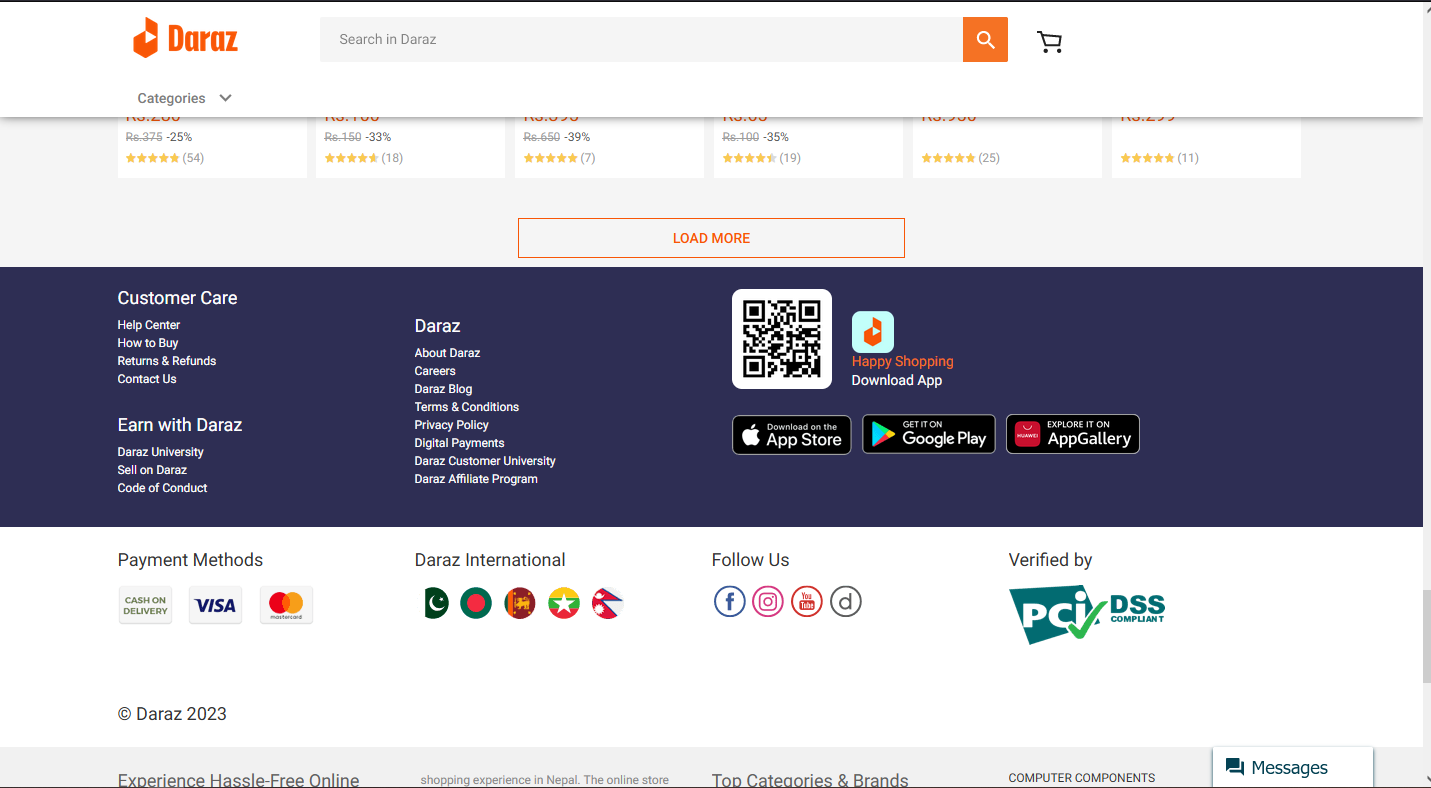 Daraz
Search in Daraz
Categories
Rs.375 -25%
Rs.150 -33%
Rs.650 -39%
Rs.100 -35%
(54)
(18)
(7)
(19)
(25)
(11)
LOAD MORE
Customer Care
Help Center
How to Buy
Returns & Refunds
Contact Us
Earn with Daraz
Daraz University
Sell on Daraz
Code of Conduct
Daraz
About Daraz
Careers
Daraz Blog
Terms & Conditions
Privacy Policy
Digital Payments
Daraz Customer University
Daraz Affiliate Program
Happy Shopping
Download App
Download on the
App Store
GET IT ON
Google Play
HUAWEI
EXPLORE IT ON
AppGallery
Payment Methods
CASH ON
DELIVERY
VISA
mastercard
Daraz International
Follow Us
f
You
Tube
d
Verified by
PCi DSS
COMPLIANT
© Daraz 2023
Experience Hassle-Free Online
shopping experience in Nepal. The online store
Top Categories & Brands
COMPUTER COMPONENTS
Messages